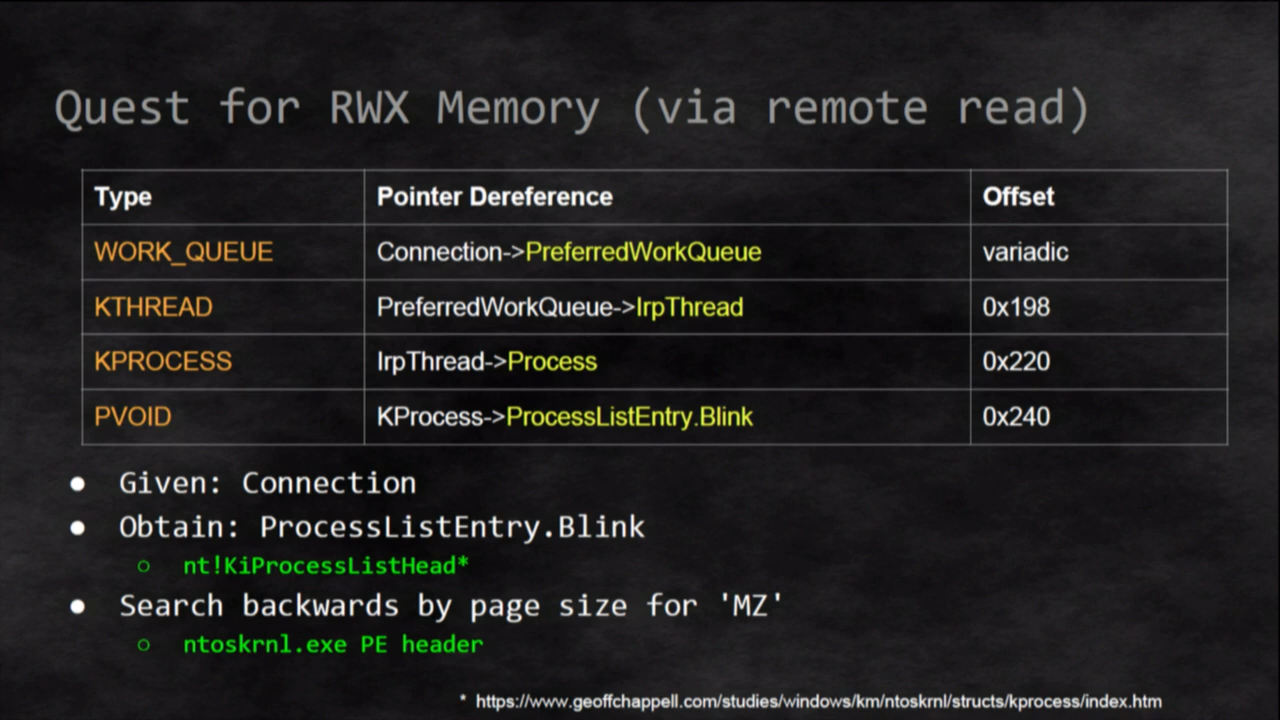 Quest for RWX Memory (via remote read)
Type Pointer Dereference Offset
WORK_QUEUE Connection->PreferredWorkQueue variadic
KTHREAD PreferredWorkQueue->IrpThread 0x198
KPROCESS IrpThread->Process 0x220
PVOID KProcess->ProcessListEntry.Blink 0x240
● Given: Connection
● Obtain: ProcessListEntry.Blink
○ nt!KiProcessListHead*
● Search backwards by page size for 'MZ'
○ ntoskrnl.exe PE header
* https://www.geoffchappell.com/studies/windows/km/ntoskrnl/structs/kprocess/index.htm